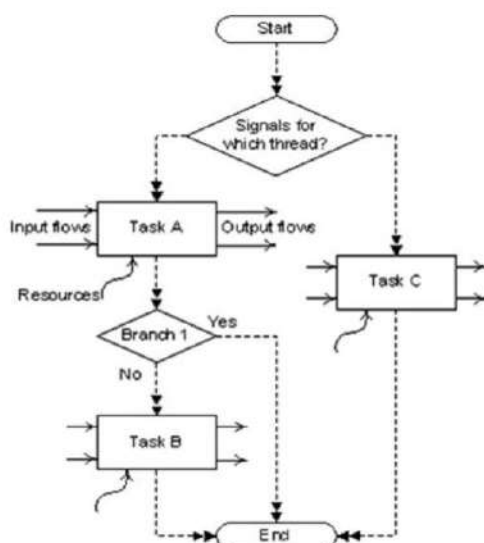 Start
Signals for
which thread?
Input flows
Task A
Output flows
Task C
Resources
Branch 1
Yes
No
Task B
End